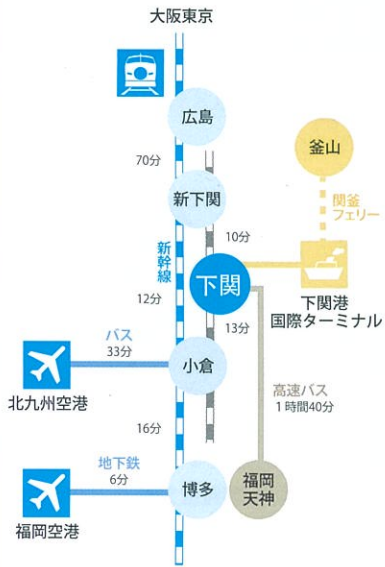 大阪東京
広島
釜山
70分
新下関
関釜
フェリー
10分
新幹線
下関
下関港
国際ターミナル
12分
13分
バス
33分
小倉
北九州空港
高速バス
1時間40分
16分
地下鉄
6分
博多
福岡
天神
福岡空港